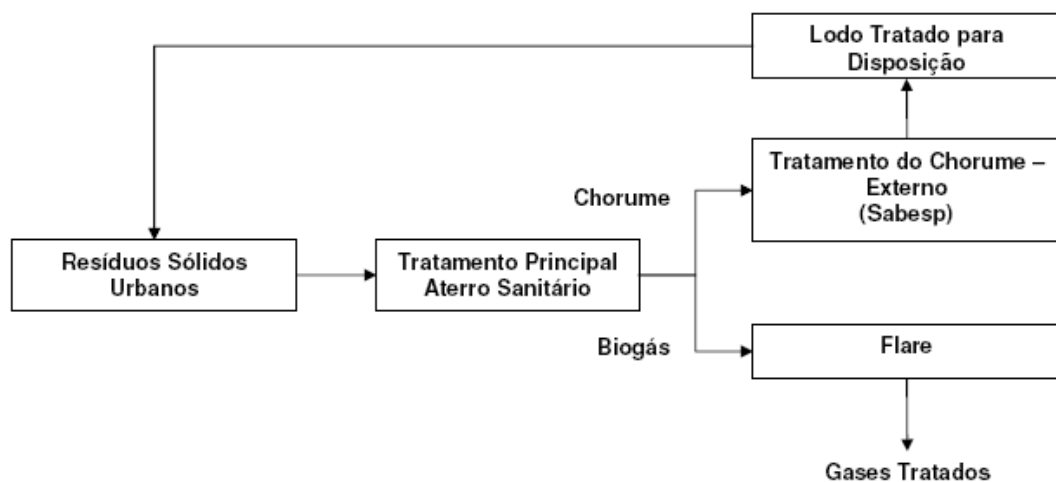 Lodo Tratado para
Disposição
Tratamento do Chorume –
Externo
(Sabesp)
Chorume
Resíduos Sólidos
Urbanos
Tratamento Principal
Aterro Sanitário
Biogás
Flare
Gases Tratados